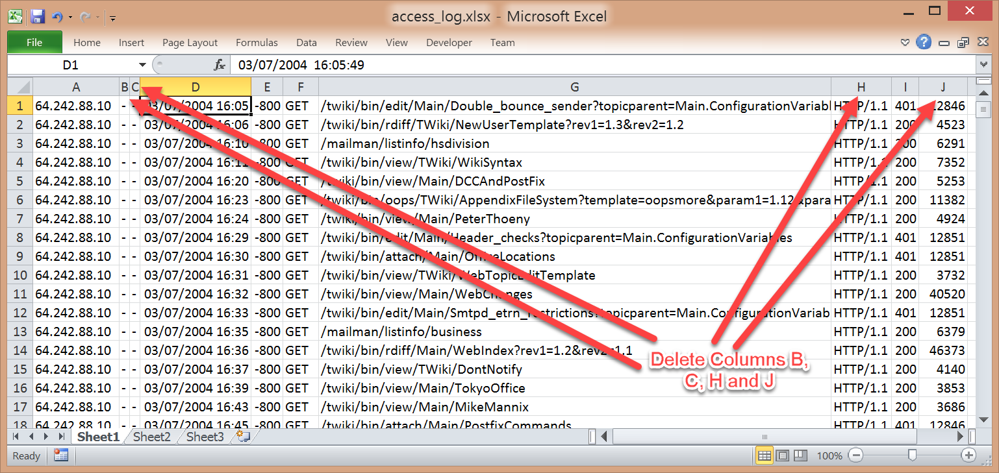 access_log.xlsx - Microsoft Excel
File Home Insert Page Layout Formulas Data Review View Developer Team
D1 fx 03/07/2004 16:05:49
A B C D E F G H I J
1 64.242.88.10 - - 03/07/2004 16:05 -800 GET /twiki/bin/edit/Main/Double_bounce_sender?topicparent=Main.ConfigurationVariabl HTTP/1.1 401 12846
2 64.242.88.10 - - 03/07/2004 16:06 -800 GET /twiki/bin/rdiff/TWiki/NewUserTemplate?rev1=1.3&rev2=1.2 HTTP/1.1 200 4523
3 64.242.88.10 - - 03/07/2004 16:10 -800 GET /mailman/listinfo/hsdivision HTTP/1.1 200 6291
4 64.242.88.10 - - 03/07/2004 16:11 -800 GET /twiki/bin/view/TWiki/WikiSyntax HTTP/1.1 200 7352
5 64.242.88.10 - - 03/07/2004 16:20 -800 GET /twiki/bin/view/Main/DCCAndPostFix HTTP/1.1 200 5253
6 64.242.88.10 - - 03/07/2004 16:23 -800 GET /twiki/bin/oops/TWiki/AppendixFileSystem?template=oopsmore&param1=1.12&para HTTP/1.1 200 11382
7 64.242.88.10 - - 03/07/2004 16:24 -800 GET /twiki/bin/view/Main/PeterThoeny HTTP/1.1 200 4924
8 64.242.88.10 - - 03/07/2004 16:29 -800 GET /twiki/bin/edit/Main/Header_checks?topicparent=Main.ConfigurationVariables HTTP/1.1 401 12851
9 64.242.88.10 - - 03/07/2004 16:30 -800 GET /twiki/bin/attach/Main/OfficeLocations HTTP/1.1 401 12851
10 64.242.88.10 - - 03/07/2004 16:31 -800 GET /twiki/bin/view/TWiki/WebTopicEditTemplate HTTP/1.1 200 3732
11 64.242.88.10 - - 03/07/2004 16:32 -800 GET /twiki/bin/view/Main/WebChanges HTTP/1.1 200 40520
12 64.242.88.10 - - 03/07/2004 16:33 -800 GET /twiki/bin/edit/Main/Smtpd_etrn_restrictions?topicparent=Main.ConfigurationVariab HTTP/1.1 401 12851
13 64.242.88.10 - - 03/07/2004 16:35 -800 GET /mailman/listinfo/business HTTP/1.1 200 6379
14 64.242.88.10 - - 03/07/2004 16:36 -800 GET /twiki/bin/rdiff/Main/WebIndex?rev1=1.2&rev2=1.1 HTTP/1.1 200 46373
15 64.242.88.10 - - 03/07/2004 16:37 -800 GET /twiki/bin/view/TWiki/DontNotify HTTP/1.1 200 4140
16 64.242.88.10 - - 03/07/2004 16:39 -800 GET /twiki/bin/view/Main/TokyoOffice HTTP/1.1 200 3853
17 64.242.88.10 - - 03/07/2004 16:43 -800 GET /twiki/bin/view/Main/MikeMannix HTTP/1.1 200 3686
18 64.242.88.10 - - 03/07/2004 16:45 -800 GET /twiki/bin/attach/Main/PostfixCommands HTTP/1.1 401 12846
Delete Columns B,
C, H and J
Sheet1 Sheet2 Sheet3
Ready 100%